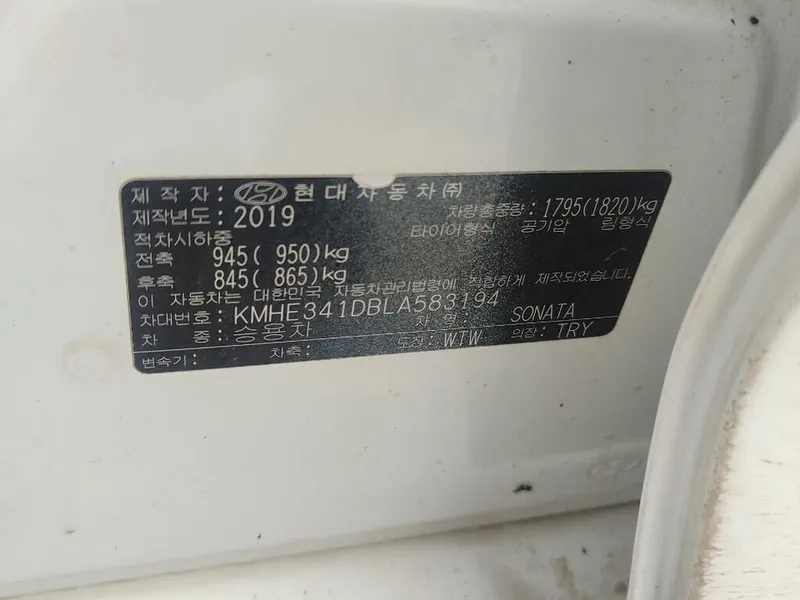 제 작 자: 현대자동차㈜
제작년도: 2019 차량총중량: 1795(1820)kg
적차시하중 타이어형식 공기압 림형식
전축 945( 950)kg
후축 845( 865)kg
이 자동차는 대한민국 자동차관리법령에 적합하게 제작되었습니다.
차대번호: KMHE341DBLA583194
차 종: 승용차 차 명: SONATA
변속기: 차축: 도장: WTW 의장: TRY